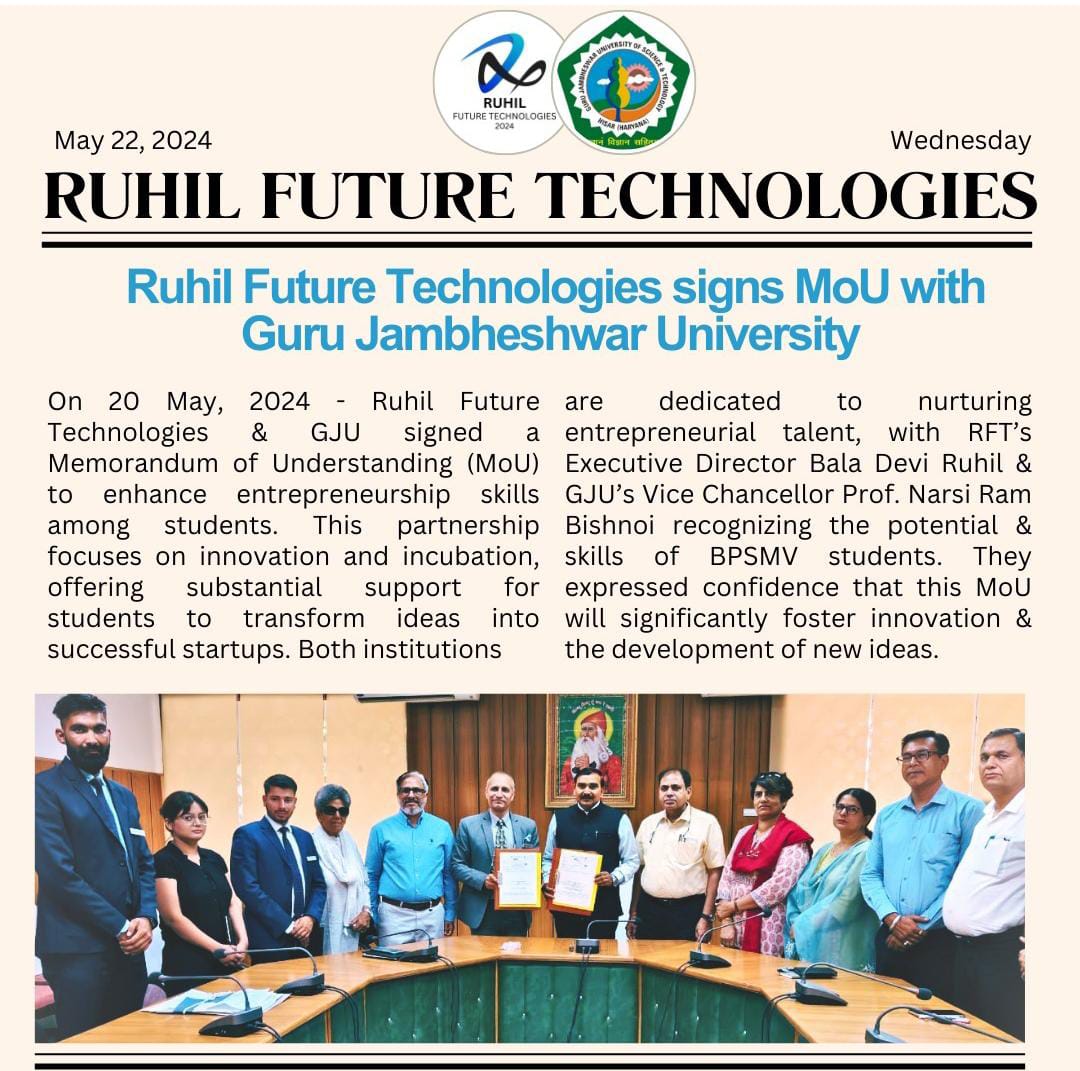 RUHIL
FUTURE TECHNOLOGIES
2024
GURU JAMBHESHWAR UNIVERSITY OF SCIENCE & TECHNOLOGY
HISAR (HARYANA)
विज्ञान सहित
May 22, 2024
Wednesday
RUHIL FUTURE TECHNOLOGIES
Ruhil Future Technologies signs MoU with
Guru Jambheshwar University
On 20 May, 2024 - Ruhil Future
Technologies & GJU signed a
Memorandum of Understanding (MoU)
to enhance entrepreneurship skills
among students. This partnership
focuses on innovation and incubation,
offering substantial support for
students to transform ideas into
successful startups. Both institutions
are dedicated to nurturing
entrepreneurial talent, with RFT’s
Executive Director Bala Devi Ruhil &
GJU’s Vice Chancellor Prof. Narsi Ram
Bishnoi recognizing the potential &
skills of BPSMV students. They
expressed confidence that this MoU
will significantly foster innovation &
the development of new ideas.